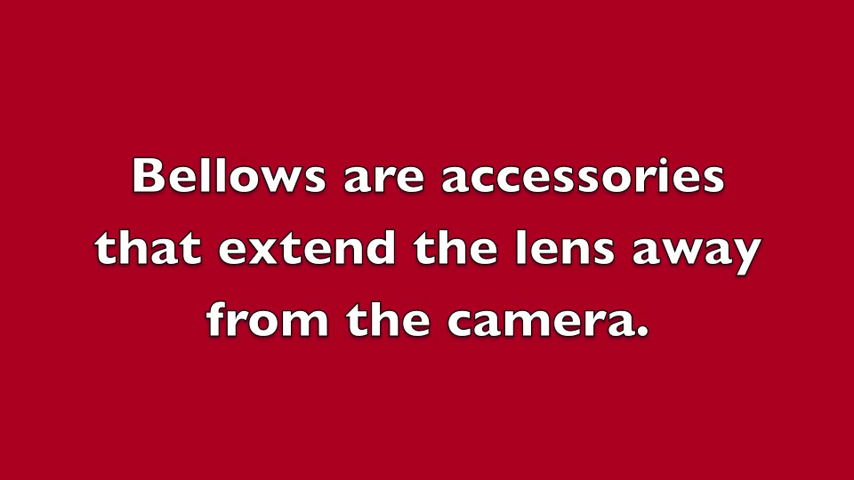 Bellows are accessories
that extend the lens away
from the camera.